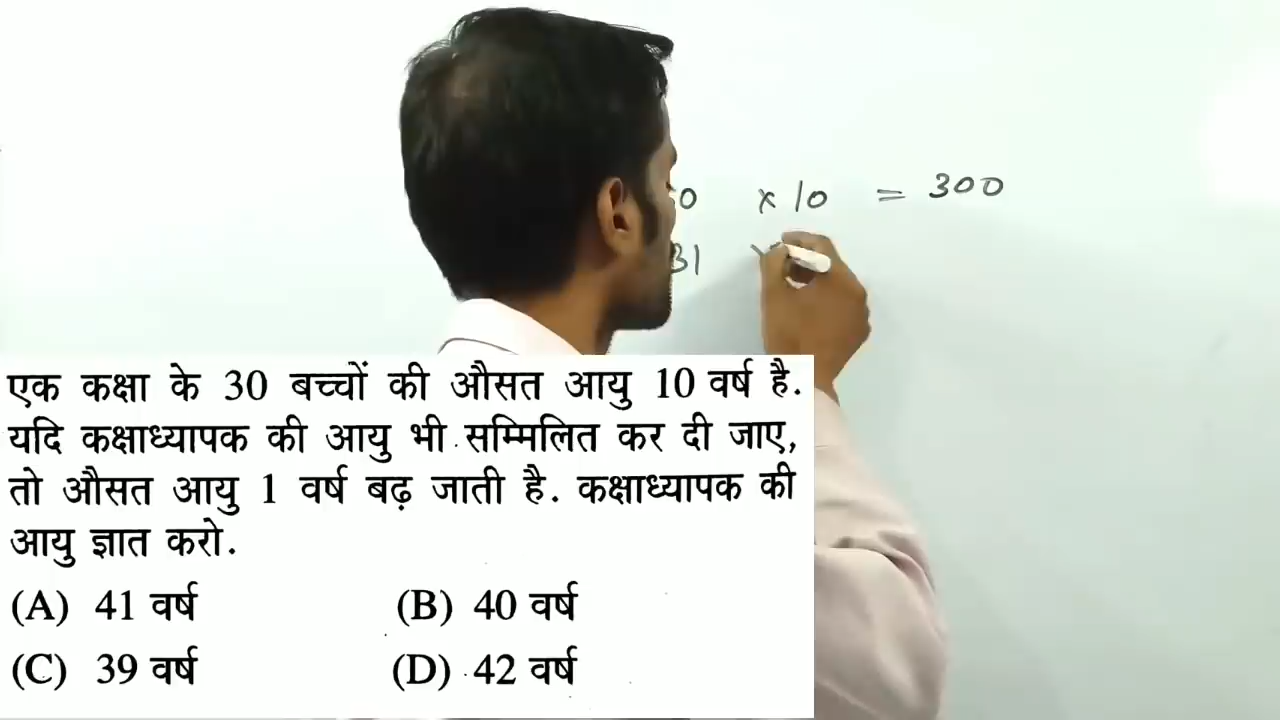 0 × 10 = 300
31
एक कक्षा के 30 बच्चों की औसत आयु 10 वर्ष है.
यदि कक्षाध्यापक की आयु भी सम्मिलित कर दी जाए,
तो औसत आयु 1 वर्ष बढ़ जाती है. कक्षाध्यापक की
आयु ज्ञात करो.
(A) 41 वर्ष (B) 40 वर्ष
(C) 39 वर्ष (D) 42 वर्ष